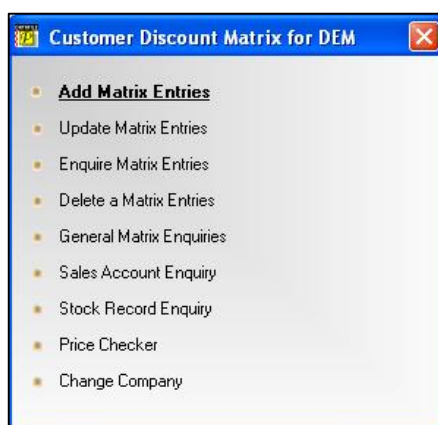 Customer Discount Matrix for DEM
Add Matrix Entries
Update Matrix Entries
Enquire Matrix Entries
Delete a Matrix Entries
General Matrix Enquiries
Sales Account Enquiry
Stock Record Enquiry
Price Checker
Change Company